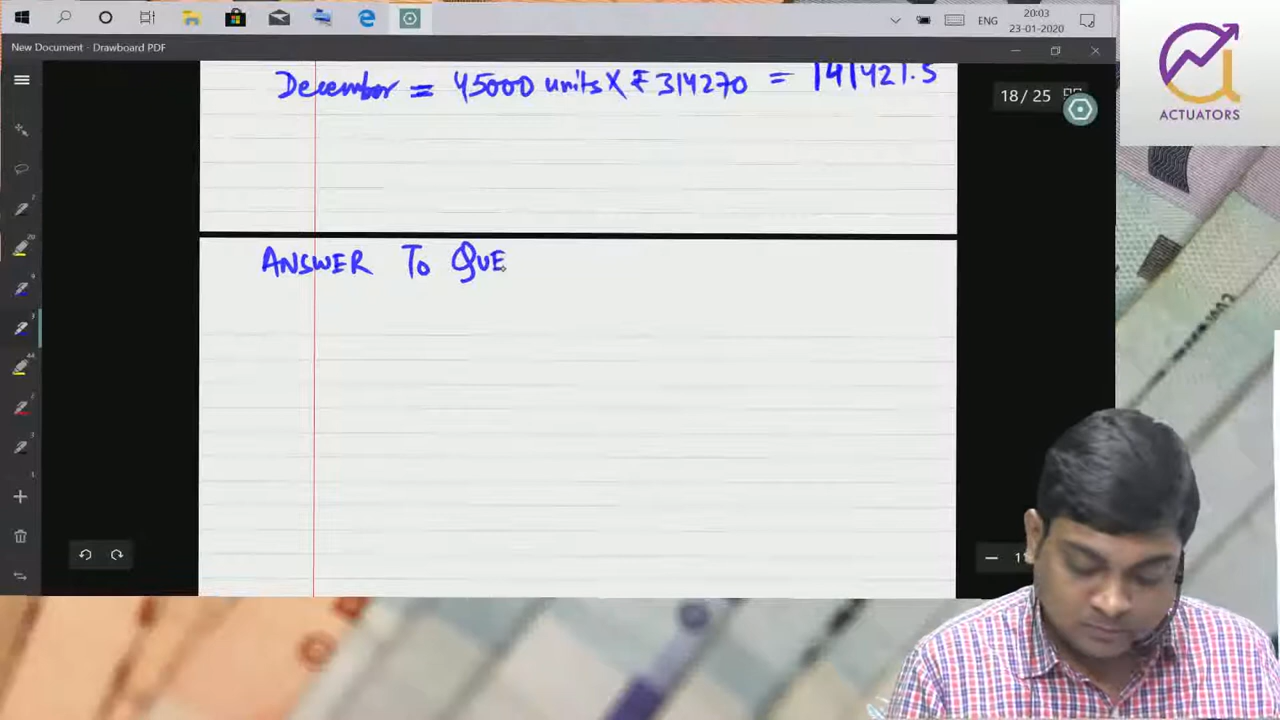 20:03
ENG
23-01-2020
New Document - Drawboard PDF
December = 45000 units X ₹ 314270 = 141421.5
18 / 25
ACTUATORS
ANSWER TO QUE